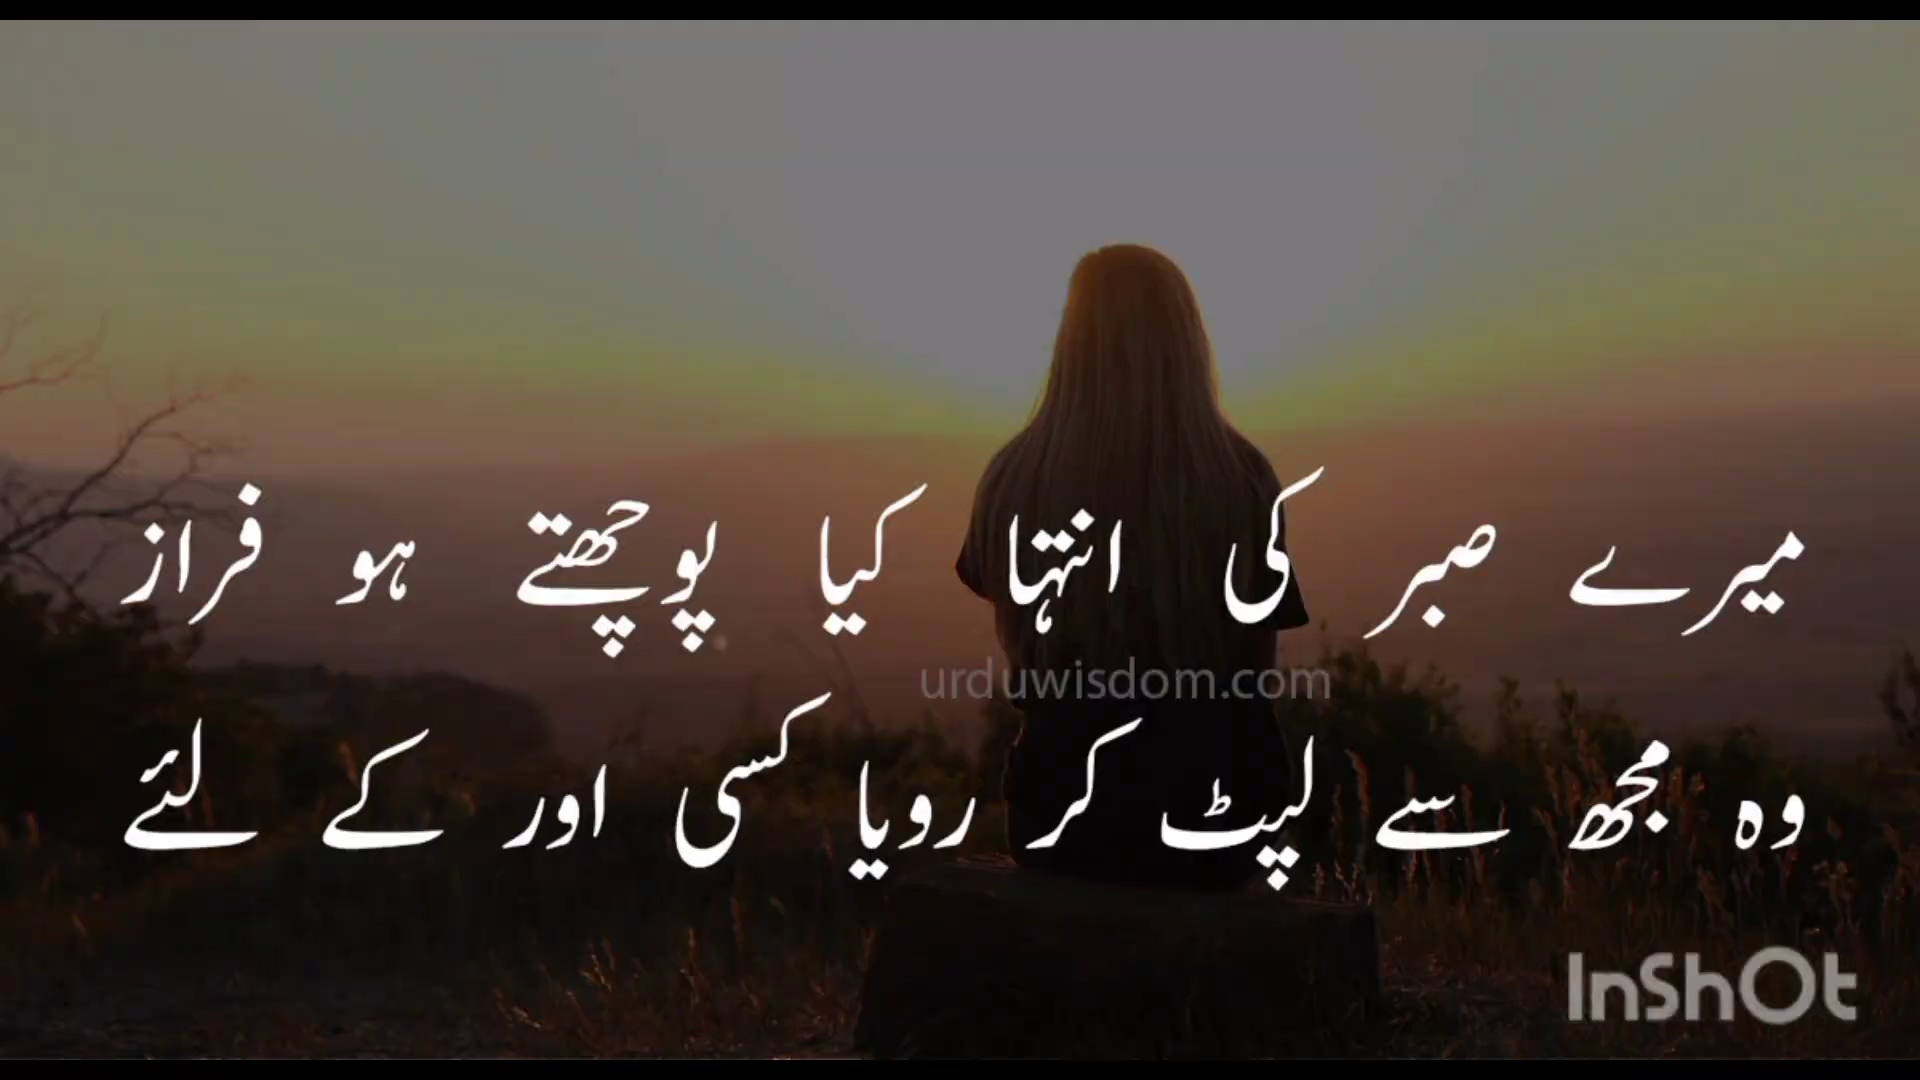 میرے صبر کی انتہا کیا پوچھتے ہو فراز
urduwisdom.com
وہ مجھ سے لپٹ کر رویا کسی اور کے لئے
InShOt